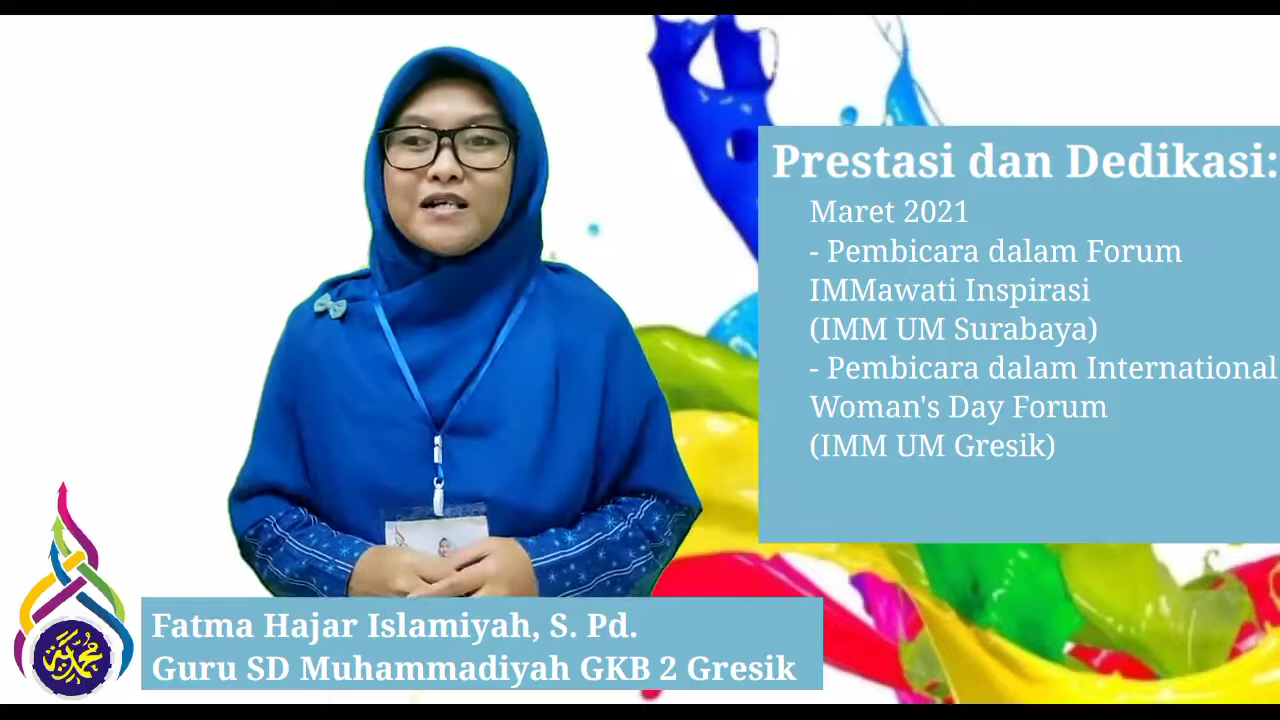 Prestasi dan Dedikasi:
Maret 2021
- Pembicara dalam Forum
IMMawati Inspirasi
(IMM UM Surabaya)
- Pembicara dalam International
Woman's Day Forum
(IMM UM Gresik)
Fatma Hajar Islamiyah, S. Pd.
Guru SD Muhammadiyah GKB 2 Gresik